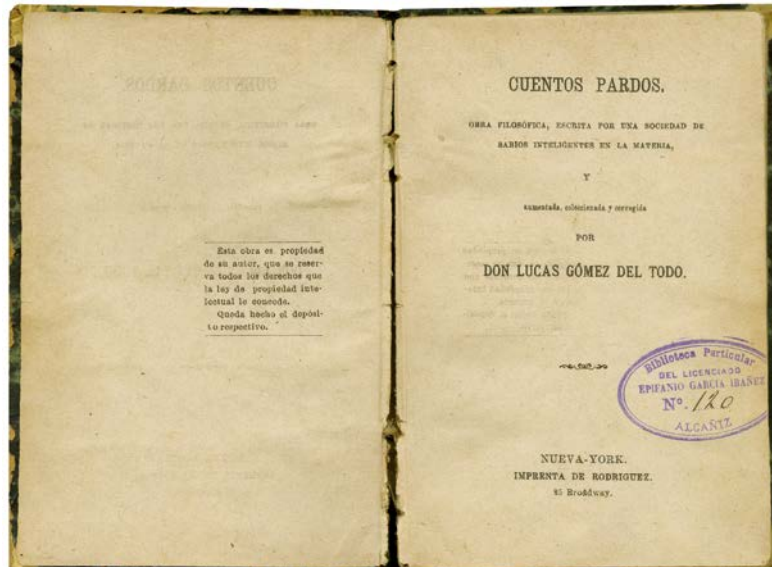 Esta obra es propiedad
de su autor, que se reser-
va todos los derechos que
la ley de propiedad inte-
lectual le concede.
Queda hecho el depósi-
to respectivo.
CUENTOS PARDOS.
OBRA FILOSÓFICA, ESCRITA POR UNA SOCIEDAD DE
SABIOS INTELIGENTES EN LA MATERIA,
Y
aumentada, coleccionada y corregida
POR
DON LUCAS GÓMEZ DEL TODO.
Biblioteca Particular
DEL LICENCIADO
EPIFANIO GARCIA IBAÑEZ
Nº. 120
ALCAÑIZ
NUEVA-YORK.
IMPRENTA DE RODRIGUEZ.
85 Broddway.